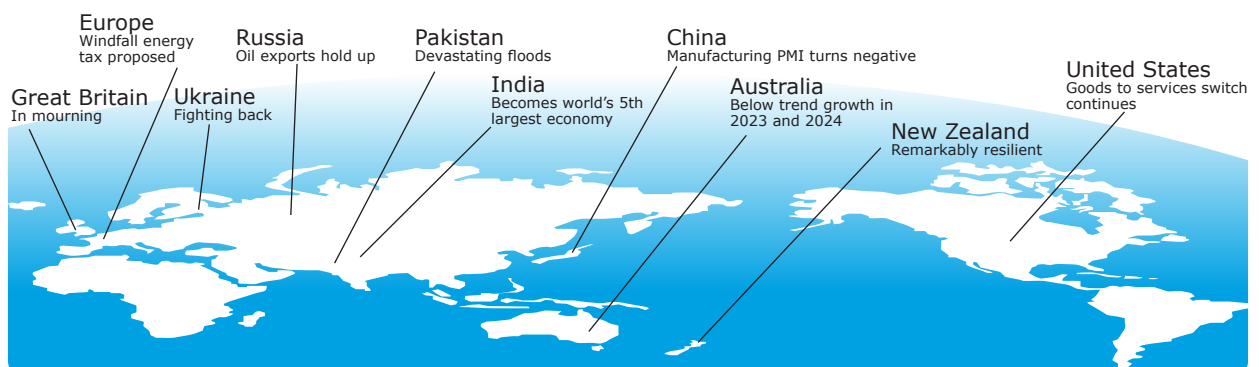 Europe
Windfall energy
tax proposed
Russia
Oil exports hold up
Pakistan
Devastating floods
China
Manufacturing PMI turns negative
United States
Goods to services switch
continues
Great Britain
In mourning
Ukraine
Fighting back
India
Becomes world's 5th
largest economy
Australia
Below trend growth in
2023 and 2024
New Zealand
Remarkably resilient